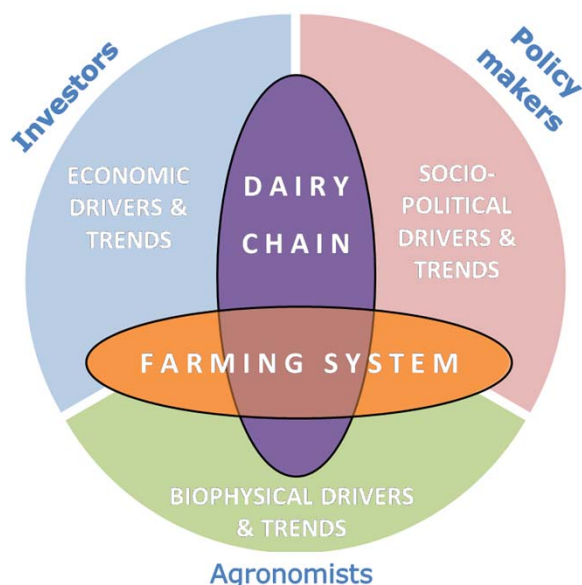 Investors
Policy
makers
ECONOMIC
DRIVERS &
TRENDS
DAIRY
CHAIN
SOCIO-
POLITICAL
DRIVERS &
TRENDS
FARMING SYSTEM
BIOPHYSICAL DRIVERS
& TRENDS
Agronomists